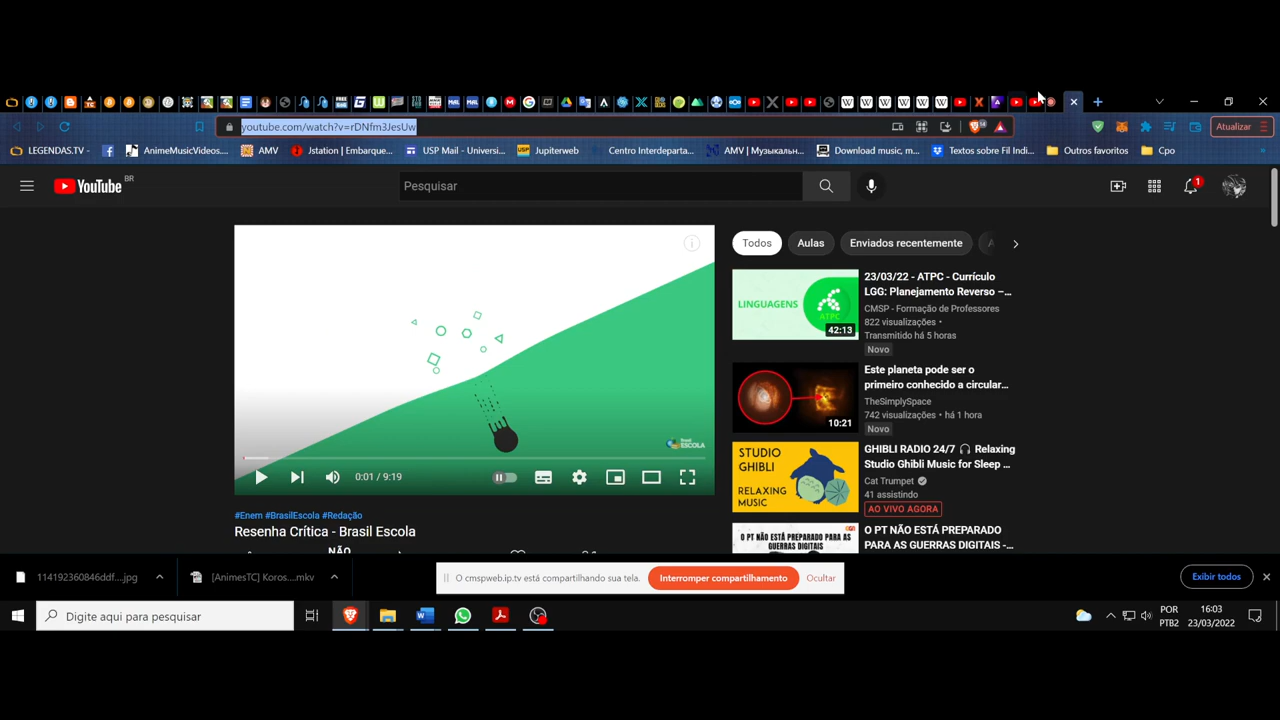 youtube.com/watch?v=rDNfm3JesUw
Atualizar
LEGENDAS.TV -
AnimeMusicVideos...
AMV
Jstation | Embarque...
USP Mail - Universi...
Jupiterweb
Centro Interdeparta...
AMV | Музыкальн...
Download music, m...
Textos sobre Fil Indi...
Outros favoritos
Cpo
YouTube BR
Pesquisar
1
Todos
Aulas
Enviados recentemente
LINGUAGENS
ATPC
42:13
23/03/22 - ATPC - Currículo
LGG: Planejamento Reverso –...
CMSP - Formação de Professores
822 visualizações •
Transmitido há 5 horas
Novo
10:21
Este planeta pode ser o
primeiro conhecido a circular...
TheSimplySpace
742 visualizações • há 1 hora
Novo
STUDIO
GHIBLI
RELAXING
MUSIC
GHIBLI RADIO 24/7 🎧 Relaxing
Studio Ghibli Music for Sleep ...
Cat Trumpet
41 assistindo
AO VIVO AGORA
O PT NÃO ESTÁ PREPARADO
PARA AS GUERRAS DIGITAIS
O PT NÃO ESTÁ PREPARADO
PARA AS GUERRAS DIGITAIS -...
Brasil
ESCOLA
0:01 / 9:19
#Enem #BrasilEscola #Redação
Resenha Crítica - Brasil Escola
NÃO
114192360846ddf....jpg
[AnimesTC] Koros....mkv
O cmspweb.ip.tv está compartilhando sua tela.
Interromper compartilhamento
Ocultar
Exibir todos
Digite aqui para pesquisar
POR
PTB2
16:03
23/03/2022